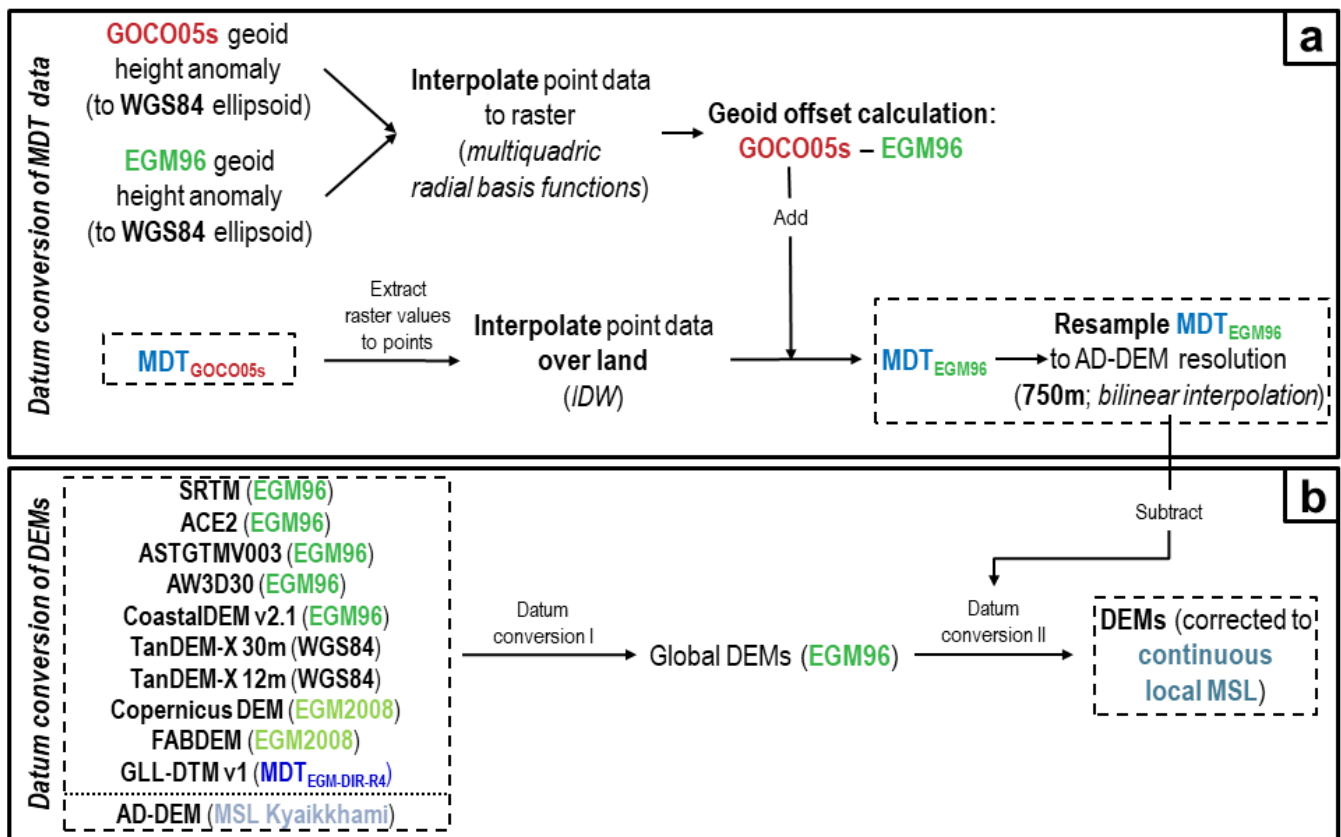 a
Datum conversion of MDT data
GOCO05s geoid
height anomaly
(to WGS84 ellipsoid)
EGM96 geoid
height anomaly
(to WGS84 ellipsoid)
Interpolate point data
to raster
(multiquadric
radial basis functions)
Geoid offset calculation:
GOCO05s – EGM96
Add
MDTGOCO05s
Extract
raster values
to points
Interpolate point data
over land
(IDW)
MDTEGM96
Resample MDTEGM96
to AD-DEM resolution
(750m; bilinear interpolation)
b
Datum conversion of DEMs
SRTM (EGM96)
ACE2 (EGM96)
ASTGTMV003 (EGM96)
AW3D30 (EGM96)
CoastalDEM v2.1 (EGM96)
TanDEM-X 30m (WGS84)
TanDEM-X 12m (WGS84)
Copernicus DEM (EGM2008)
FABDEM (EGM2008)
GLL-DTM v1 (MDTEGM-DIR-R4)
AD-DEM (MSL Kyaikkhami)
Datum
conversion I
Global DEMs (EGM96)
Subtract
Datum
conversion II
DEMs (corrected to
continuous
local MSL)